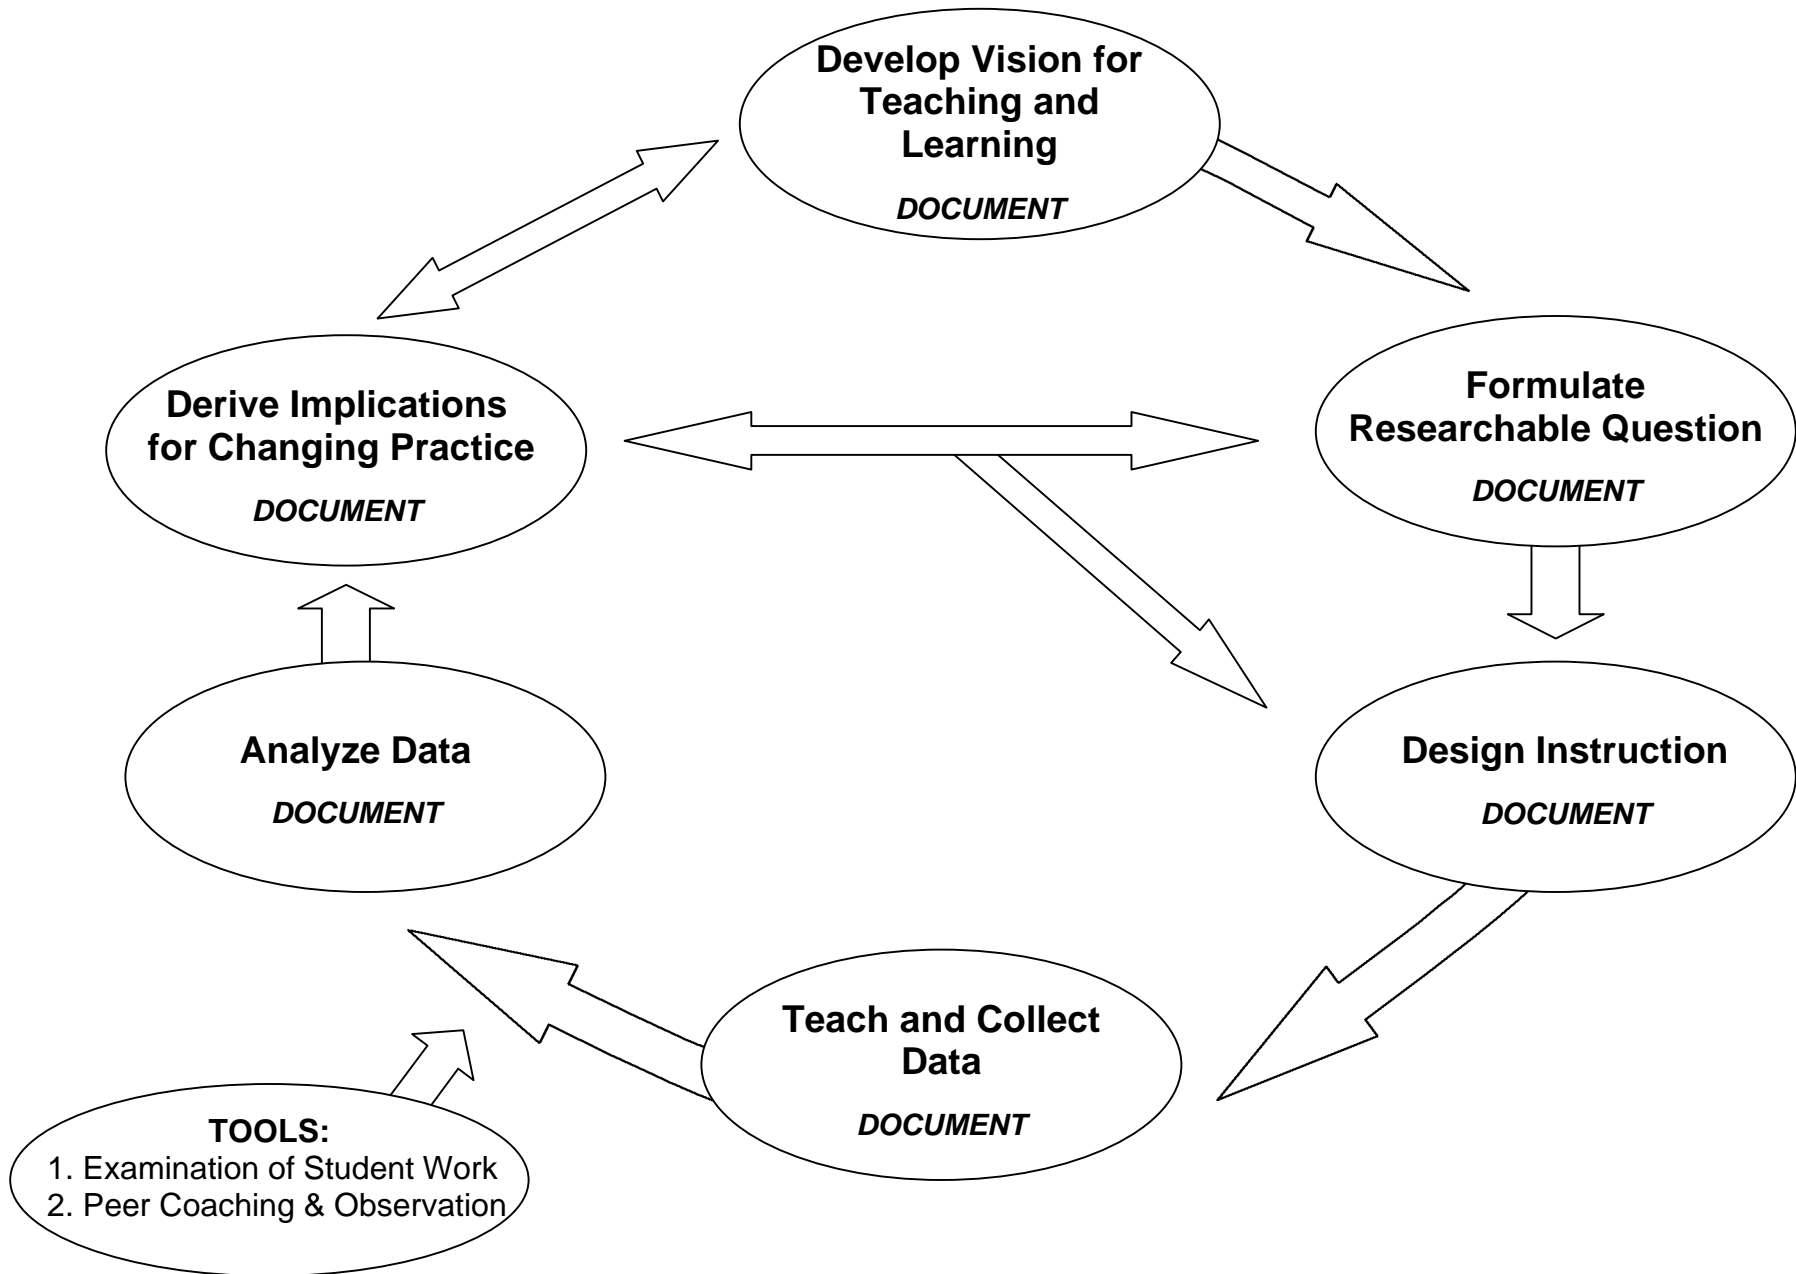 Develop Vision for
Teaching and
Learning
DOCUMENT
Formulate
Researchable Question
DOCUMENT
Design Instruction
DOCUMENT
Teach and Collect
Data
DOCUMENT
Analyze Data
DOCUMENT
Derive Implications
for Changing Practice
DOCUMENT
TOOLS:
1. Examination of Student Work
2. Peer Coaching & Observation